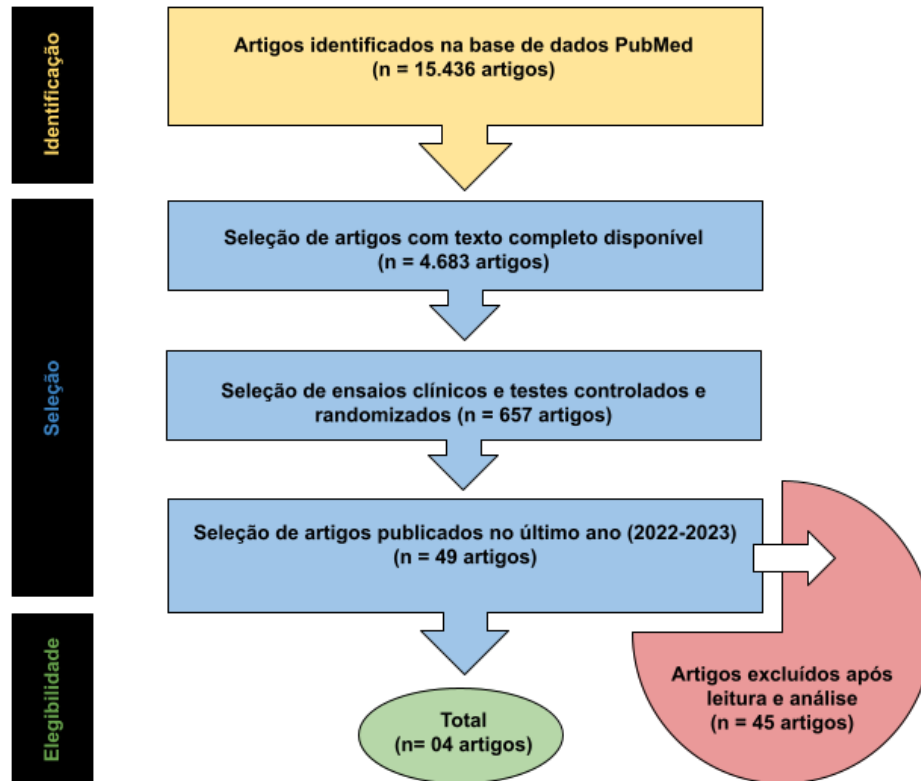 Identificação
Artigos identificados na base de dados PubMed
(n = 15.436 artigos)
Seleção
Seleção de artigos com texto completo disponível
(n = 4.683 artigos)
Seleção de ensaios clínicos e testes controlados e
randomizados (n = 657 artigos)
Seleção de artigos publicados no último ano (2022-2023)
(n = 49 artigos)
Artigos excluídos após
leitura e análise
(n = 45 artigos)
Elegibilidade
Total
(n= 04 artigos)